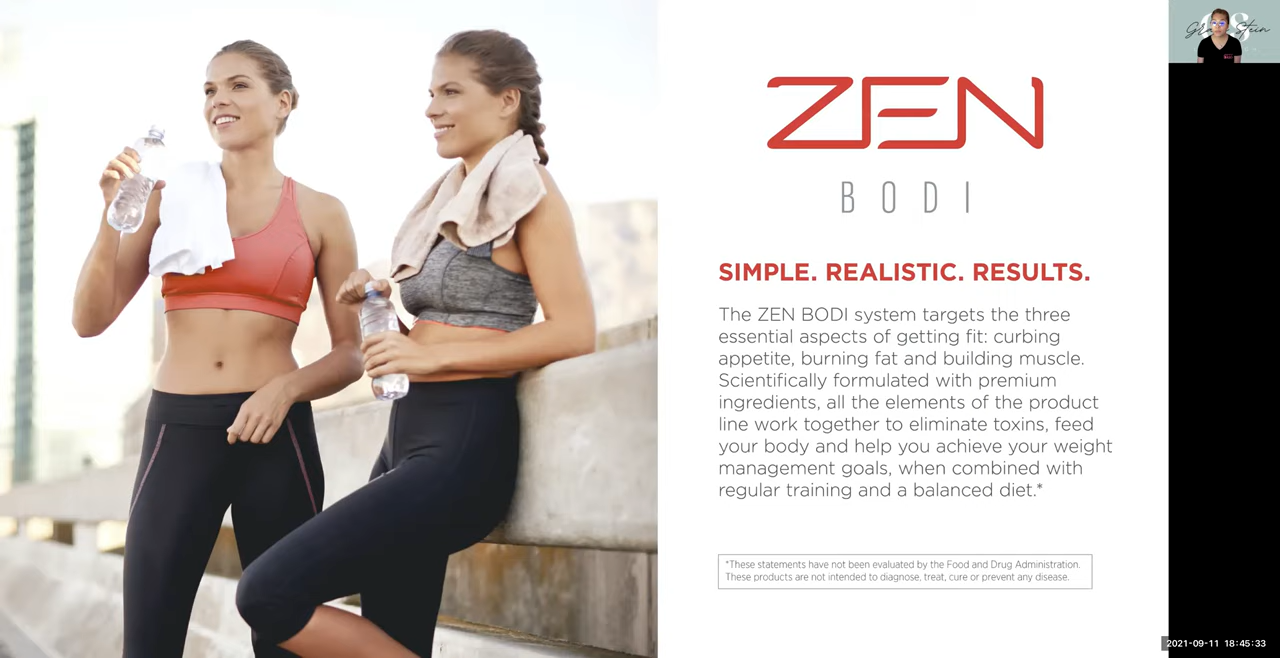 ZEN
BODI
SIMPLE. REALISTIC. RESULTS.
The ZEN BODI system targets the three
essential aspects of getting fit: curbing
appetite, burning fat and building muscle.
Scientifically formulated with premium
ingredients, all the elements of the product
line work together to eliminate toxins, feed
your body and help you achieve your weight
management goals, when combined with
regular training and a balanced diet.*
*These statements have not been evaluated by the Food and Drug Administration.
These products are not intended to diagnose, treat, cure or prevent any disease.
2021-09-11 18:45:33